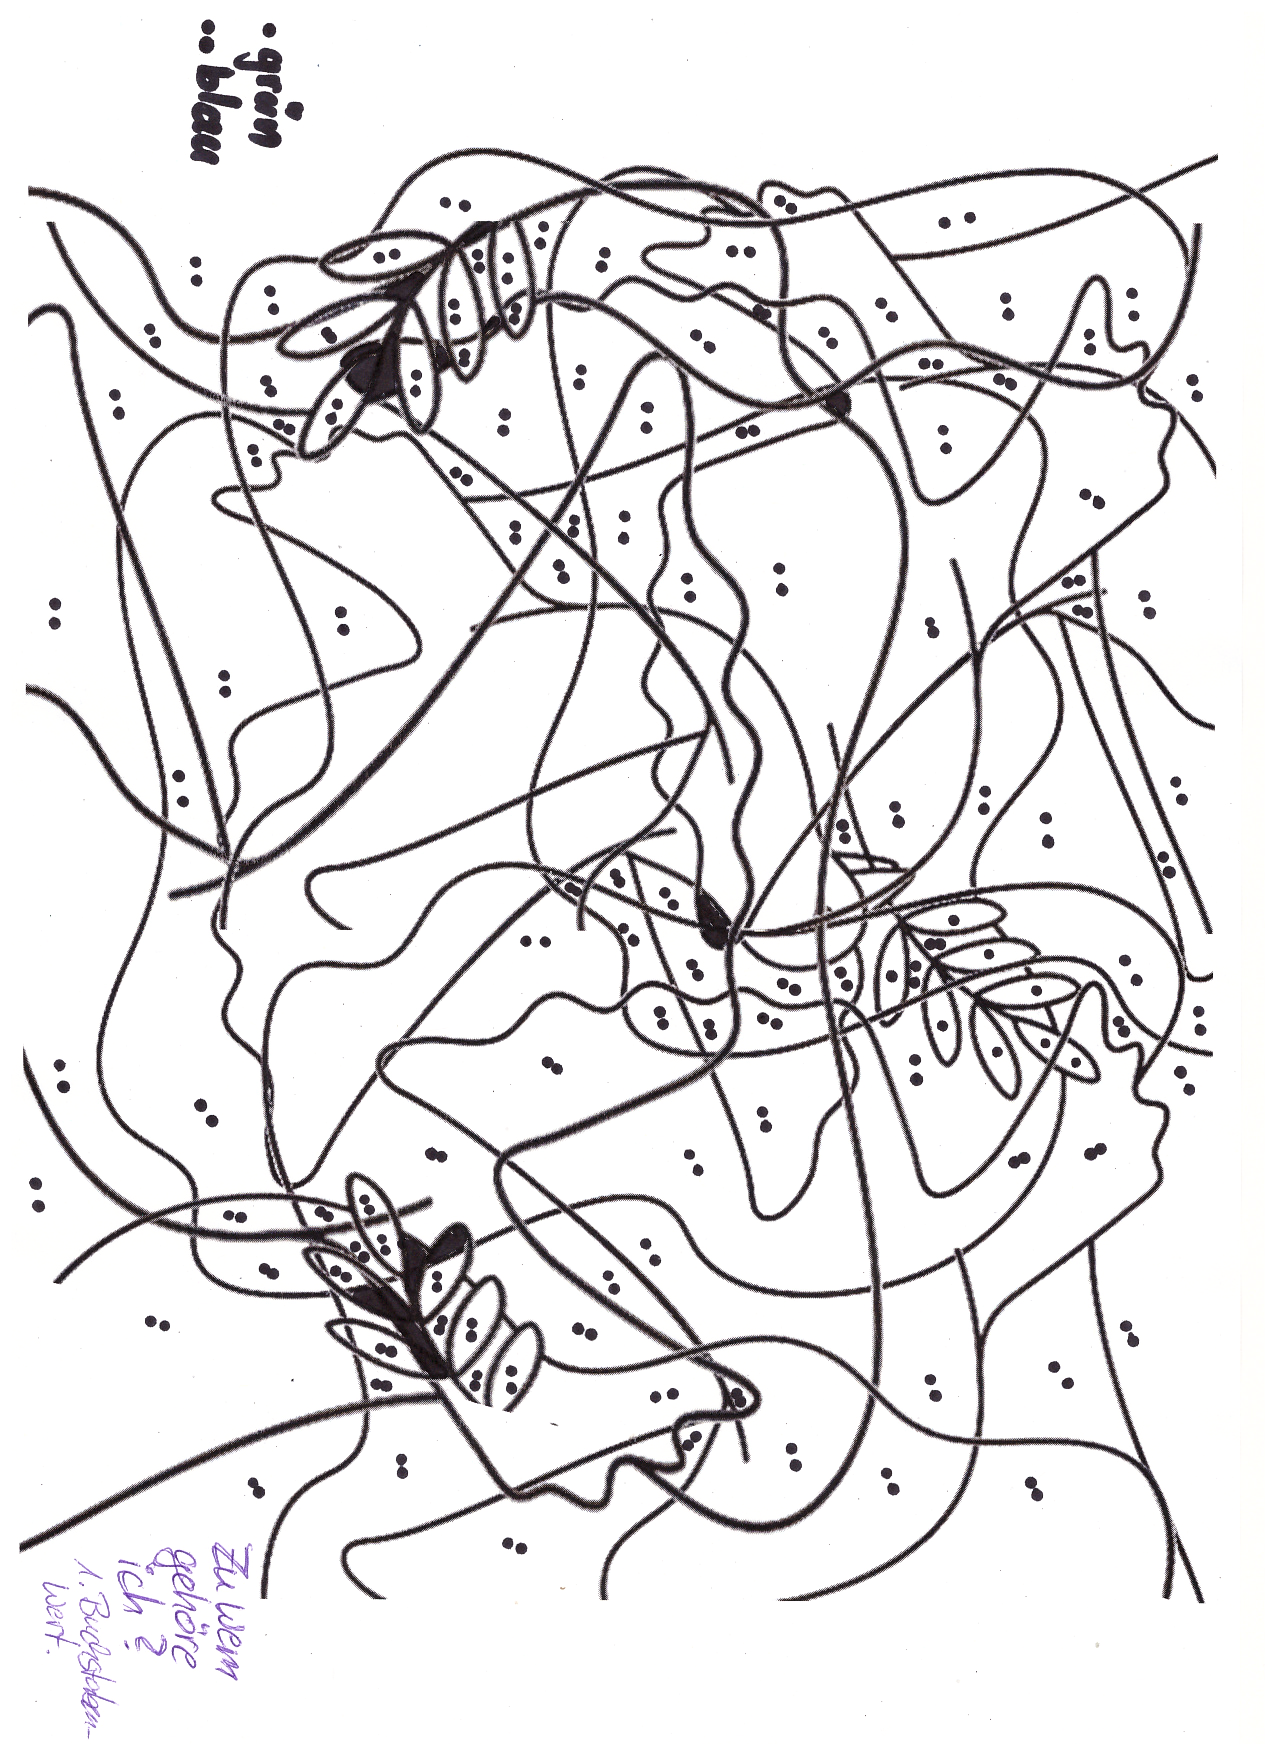 • grün
•• blau
Zu wem
gehöre
ich?
1. Buchstaben-
wert.